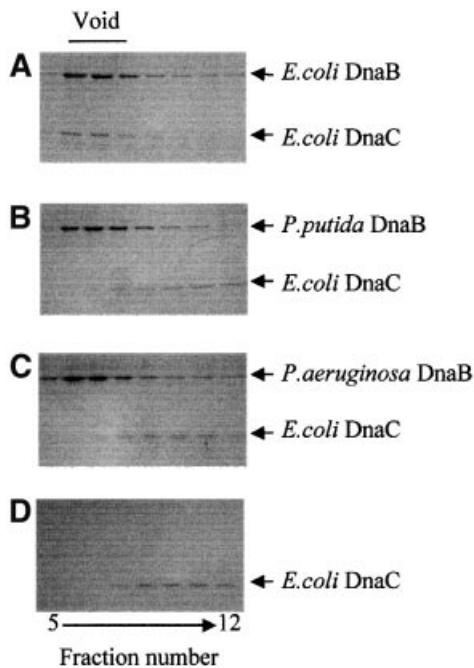 Void
A
E.coli DnaB
E.coli DnaC
B
P.putida DnaB
E.coli DnaC
C
P.aeruginosa DnaB
E.coli DnaC
D
E.coli DnaC
5 12
Fraction number